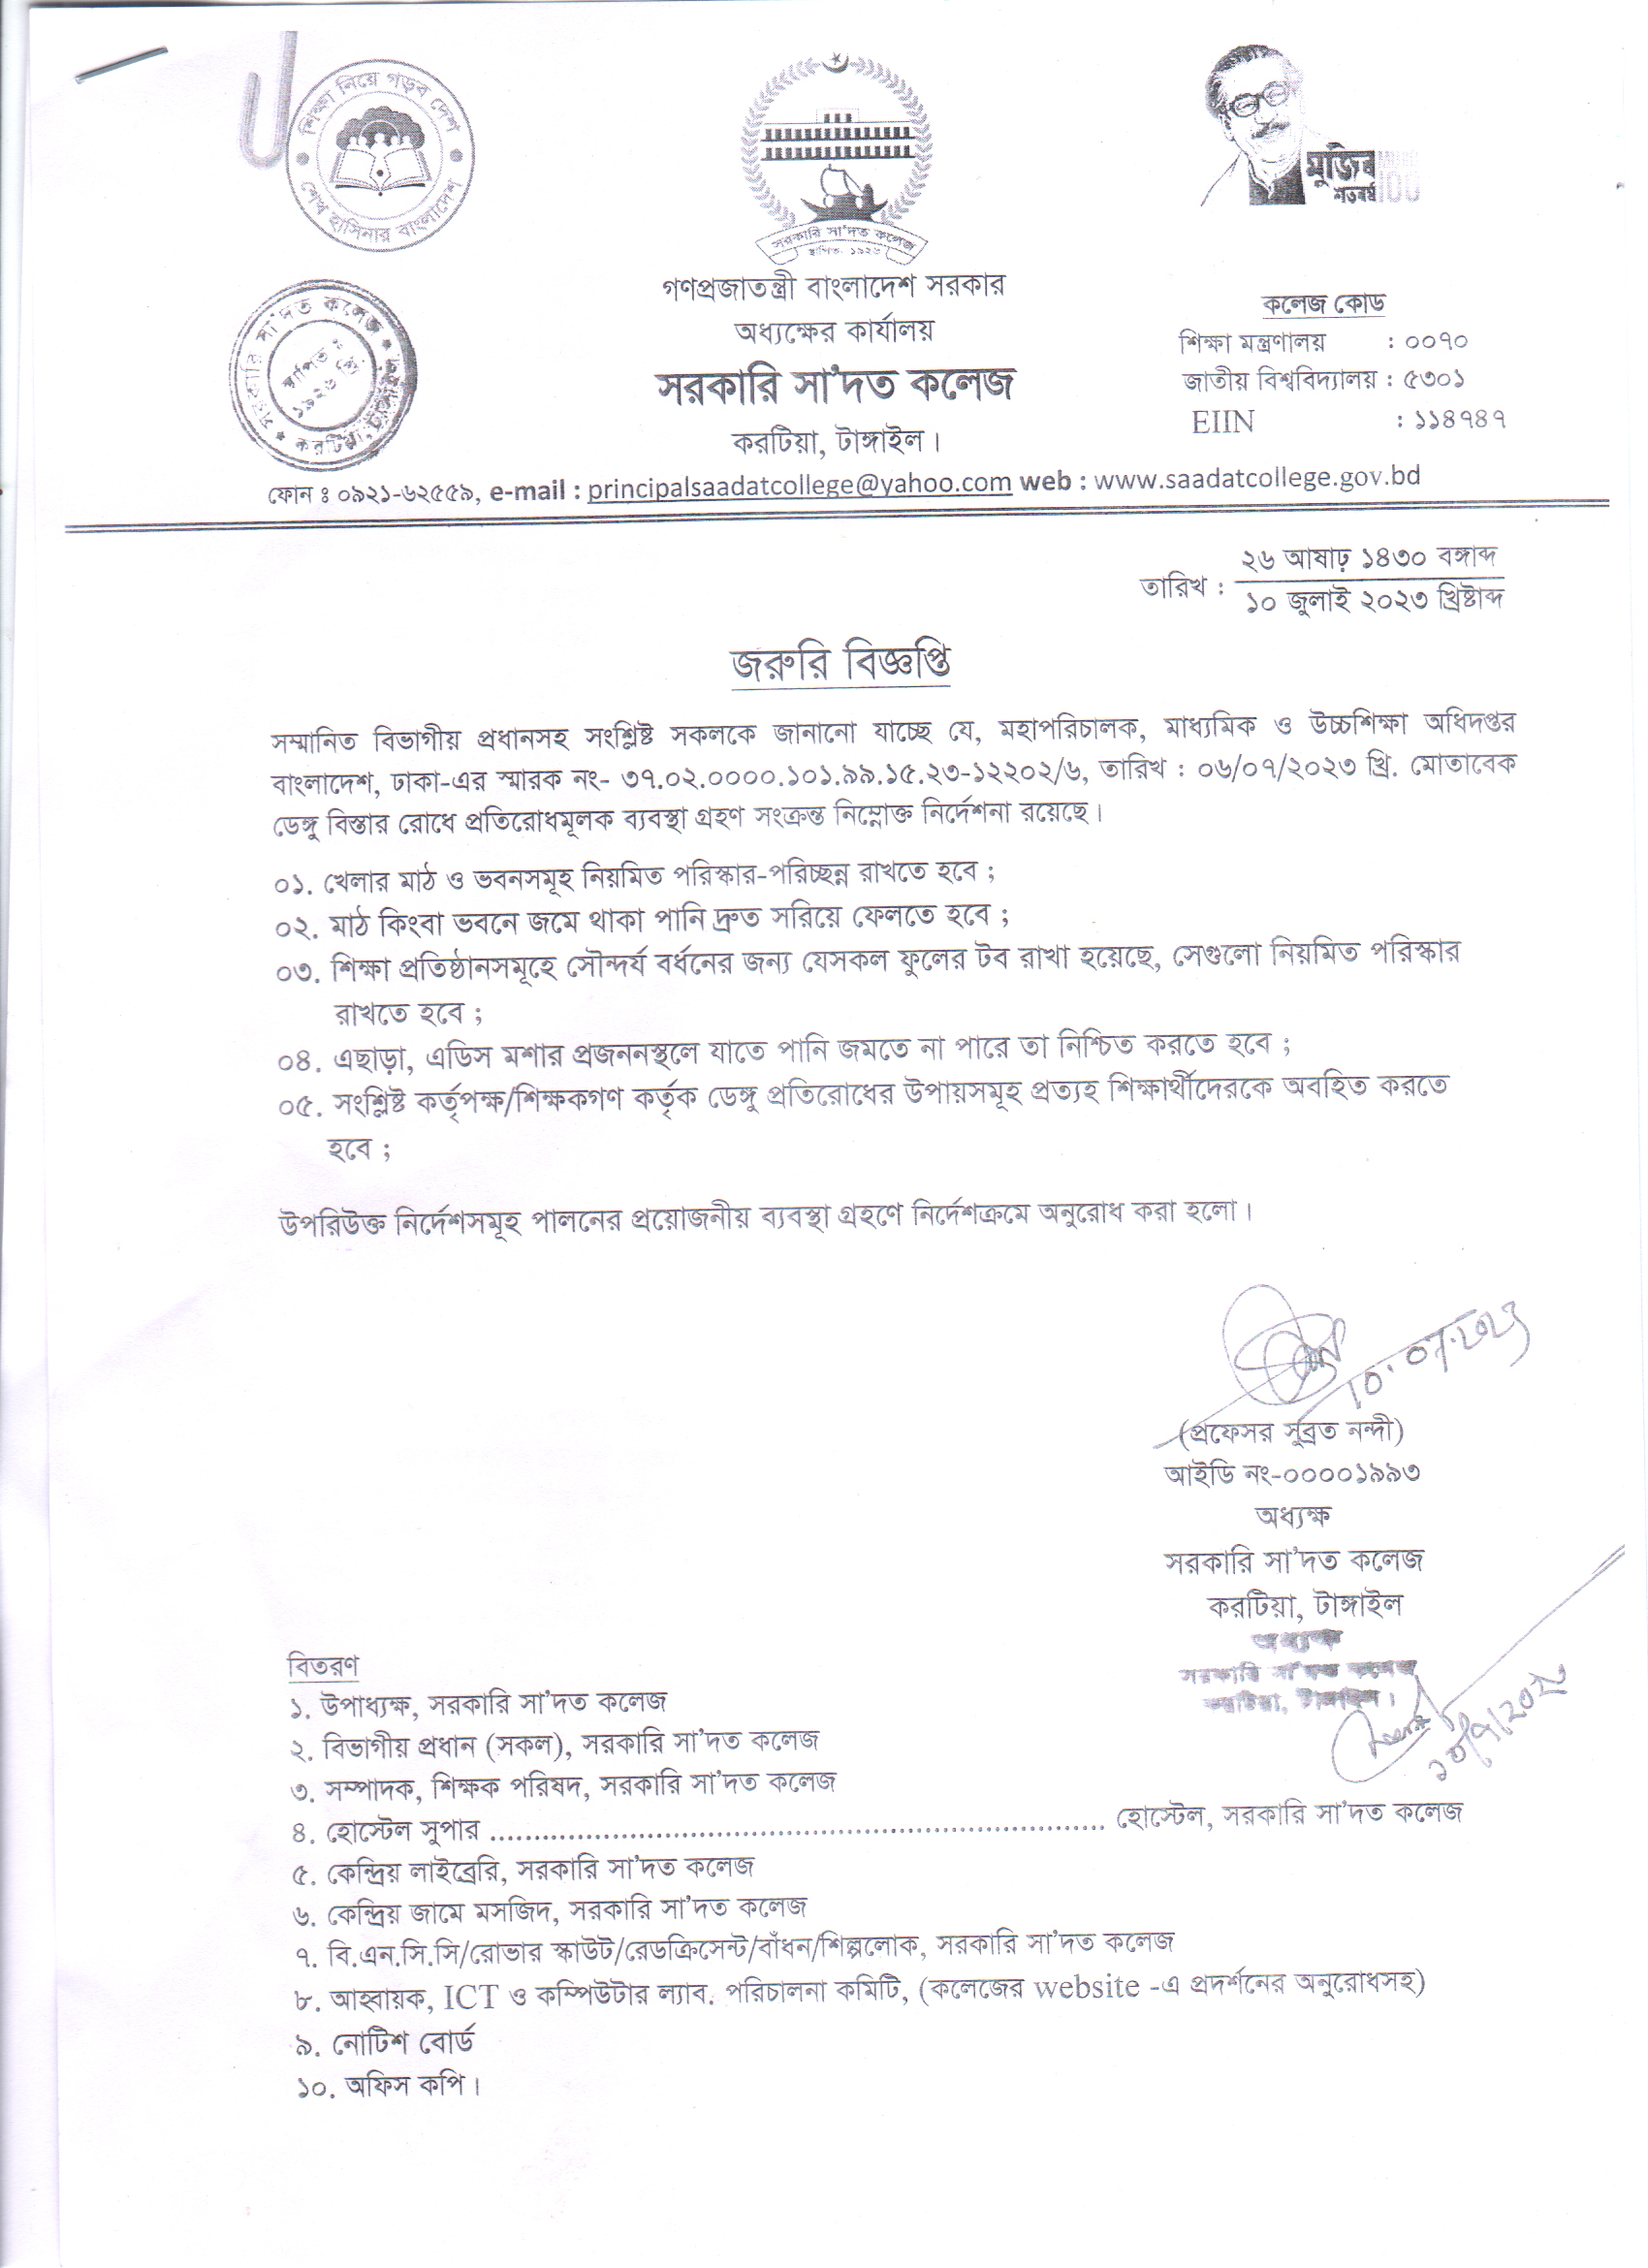 শিক্ষা নিয়ে গড়ব দেশ
শেখ হাসিনার বাংলাদেশ
সরকারি সা'দত কলেজ
স্থাপিত- ১৯২৬
মুজিব
শতবর্ষ 100
সরকারি সা'দত কলেজ
স্থাপিত ঃ
১৯২৬
করটিয়া, টাঙ্গাইল
গণপ্রজাতন্ত্রী বাংলাদেশ সরকার
অধ্যক্ষের কার্যালয়
সরকারি সা'দত কলেজ
করটিয়া, টাঙ্গাইল।
কলেজ কোড
শিক্ষা মন্ত্রণালয় : ০০৭০
জাতীয় বিশ্ববিদ্যালয় : ৫৩০১
EIIN : ১১৪৭৪৭
ফোন ঃ ০৯২১-৬২৫৫৯, e-mail : principalsaadatcollege@yahoo.com web : www.saadatcollege.gov.bd
২৬ আষাঢ় ১৪৩০ বঙ্গাব্দ
তারিখ :
১০ জুলাই ২০২৩ খ্রিষ্টাব্দ
জরুরি বিজ্ঞপ্তি
সম্মানিত বিভাগীয় প্রধানসহ সংশ্লিষ্ট সকলকে জানানো যাচ্ছে যে, মহাপরিচালক, মাধ্যমিক ও উচ্চশিক্ষা অধিদপ্তর
বাংলাদেশ, ঢাকা-এর স্মারক নং- ৩৭.০২.০০০০.১০১.৯৯.১৫.২৩-১২২০২/৬, তারিখ : ০৬/০৭/২০২৩ খ্রি. মোতাবেক
ডেঙ্গু বিস্তার রোধে প্রতিরোধমূলক ব্যবস্থা গ্রহণ সংক্রন্ত নিম্লোক্ত নির্দেশনা রয়েছে।
০১. খেলার মাঠ ও ভবনসমূহ নিয়মিত পরিস্কার-পরিচ্ছন্ন রাখতে হবে ;
০২. মাঠ কিংবা ভবনে জমে থাকা পানি দ্রুত সরিয়ে ফেলতে হবে ;
০৩. শিক্ষা প্রতিষ্ঠানসমূহে সৌন্দর্য বর্ধনের জন্য যেসকল ফুলের টব রাখা হয়েছে, সেগুলো নিয়মিত পরিস্কার
রাখতে হবে ;
০৪. এছাড়া, এডিস মশার প্রজননস্থলে যাতে পানি জমতে না পারে তা নিশ্চিত করতে হবে ;
০৫. সংশ্লিষ্ট কর্তৃপক্ষ/শিক্ষকগণ কর্তৃক ডেঙ্গু প্রতিরোধের উপায়সমূহ প্রত্যহ শিক্ষার্থীদেরকে অবহিত করতে
হবে ;
উপরিউক্ত নির্দেশসমূহ পালনের প্রয়োজনীয় ব্যবস্থা গ্রহণে নির্দেশক্রমে অনুরোধ করা হলো।
10.07.2023
(প্রফেসর সুব্রত নন্দী)
আইডি নং-০০০০১৯৯৩
অধ্যক্ষ
সরকারি সা'দত কলেজ
করটিয়া, টাঙ্গাইল
অধ্যক্ষ
সরকারি সা'দত কলেজ
করটিয়া, টাঙ্গাইল।
বিতরণ
১. উপাধ্যক্ষ, সরকারি সা'দত কলেজ
২. বিভাগীয় প্রধান (সকল), সরকারি সা'দত কলেজ
৩. সম্পাদক, শিক্ষক পরিষদ, সরকারি সা'দত কলেজ
৪. হোস্টেল সুপার ...................................................................... হোস্টেল, সরকারি সা'দত কলেজ
৫. কেন্দ্রিয় লাইব্রেরি, সরকারি সা'দত কলেজ
৬. কেন্দ্রিয় জামে মসজিদ, সরকারি সা'দত কলেজ
৭. বি.এন.সি.সি/রোভার স্কাউট/রেডক্রিসেন্ট/বাঁধন/শিল্পলোক, সরকারি সা'দত কলেজ
৮. আহ্বায়ক, ICT ও কম্পিউটার ল্যাব. পরিচালনা কমিটি, (কলেজের website -এ প্রদর্শনের অনুরোধসহ)
৯. নোটিশ বোর্ড
১০. অফিস কপি।